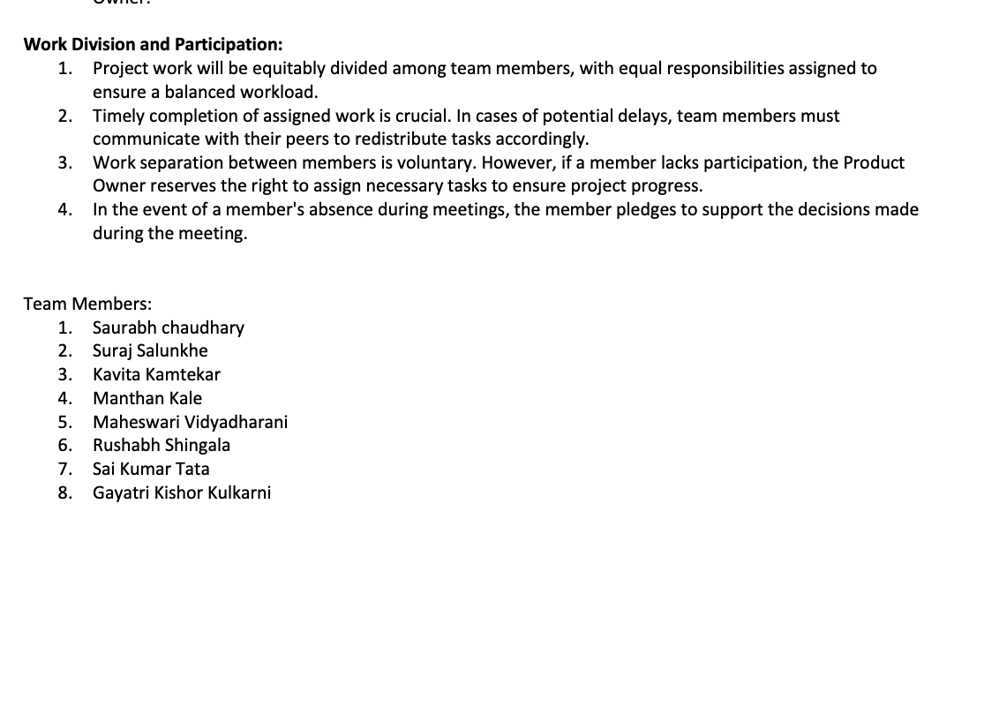 Work Division and Participation:
1. Project work will be equitably divided among team members, with equal responsibilities assigned to
ensure a balanced workload.
2. Timely completion of assigned work is crucial. In cases of potential delays, team members must
communicate with their peers to redistribute tasks accordingly.
3. Work separation between members is voluntary. However, if a member lacks participation, the Product
Owner reserves the right to assign necessary tasks to ensure project progress.
4. In the event of a member's absence during meetings, the member pledges to support the decisions made
during the meeting.
Team Members:
1. Saurabh chaudhary
2. Suraj Salunkhe
3. Kavita Kamtekar
4. Manthan Kale
5. Maheswari Vidyadharani
6. Rushabh Shingala
7. Sai Kumar Tata
8. Gayatri Kishor Kulkarni